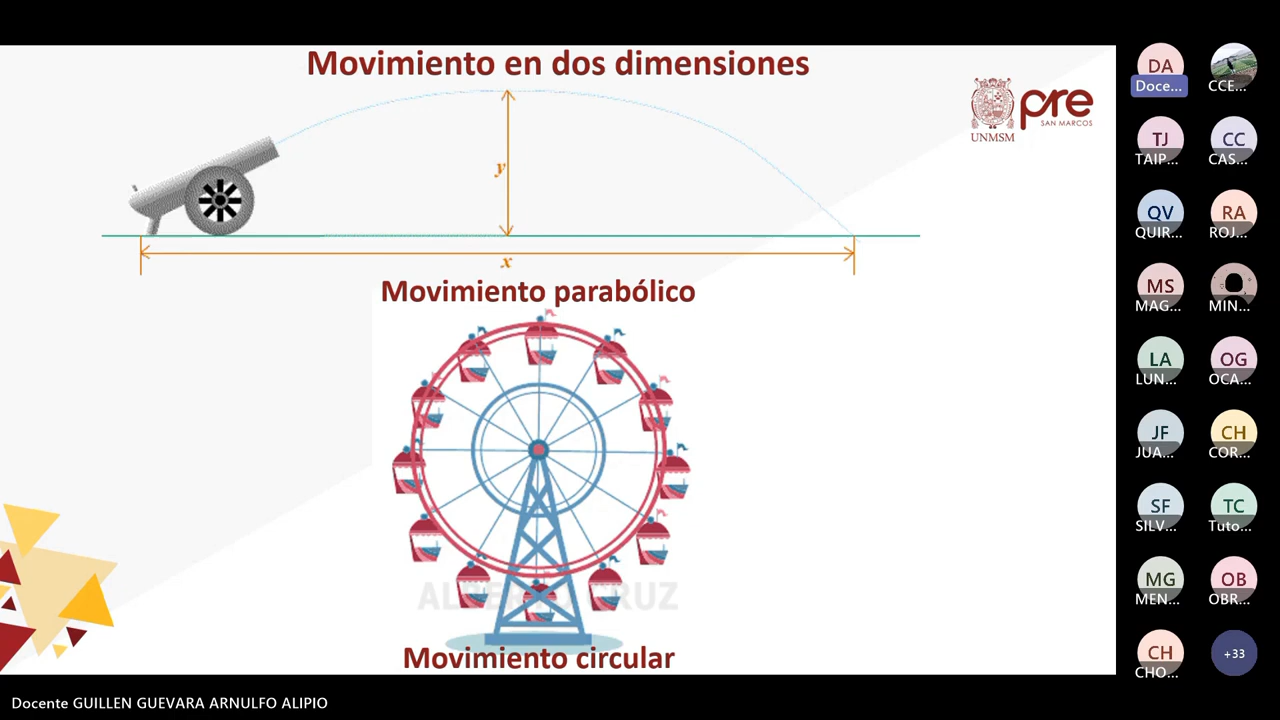 Movimiento en dos dimensiones
pre
SAN MARCOS
UNMSM
y
x
Movimiento parabólico
ALBERTO CRUZ
Movimiento circular
DA
Doce...
CCE...
TJ
TAIP...
CC
CAS...
QV
QUIR...
RA
ROJ...
MS
MAG...
MIN...
LA
LUN...
OG
OCA...
JF
JUA...
CH
COR...
SF
SILV...
TC
Tuto...
MG
MEN...
OB
OBR...
CH
CHO...
+33
Docente GUILLEN GUEVARA ARNULFO ALIPIO